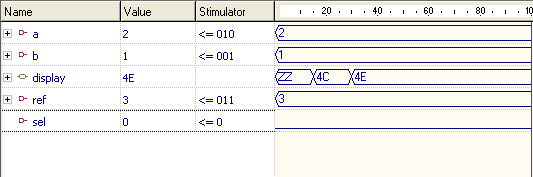 Name Value Stimulator 20 40 60 80 10
a 2 <= 010 2
b 1 <= 001 1
display 4E ZZ 4C 4E
ref 3 <= 011 3
sel 0 <= 0